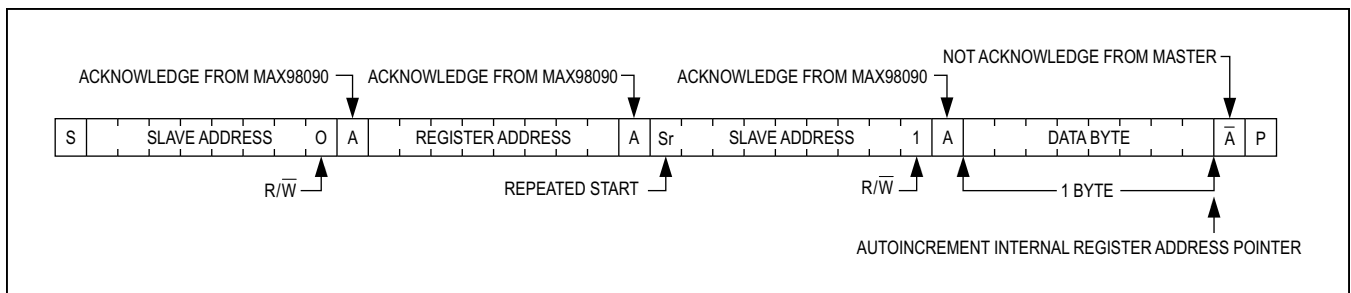 NOT ACKNOWLEDGE FROM MASTER
ACKNOWLEDGE FROM MAX98090 ACKNOWLEDGE FROM MAX98090 ACKNOWLEDGE FROM MAX98090
S SLAVE ADDRESS O A REGISTER ADDRESS A Sr SLAVE ADDRESS 1 A DATA BYTE A̅ P
R/W̅ REPEATED START R/W̅ 1 BYTE
AUTOINCREMENT INTERNAL REGISTER ADDRESS POINTER